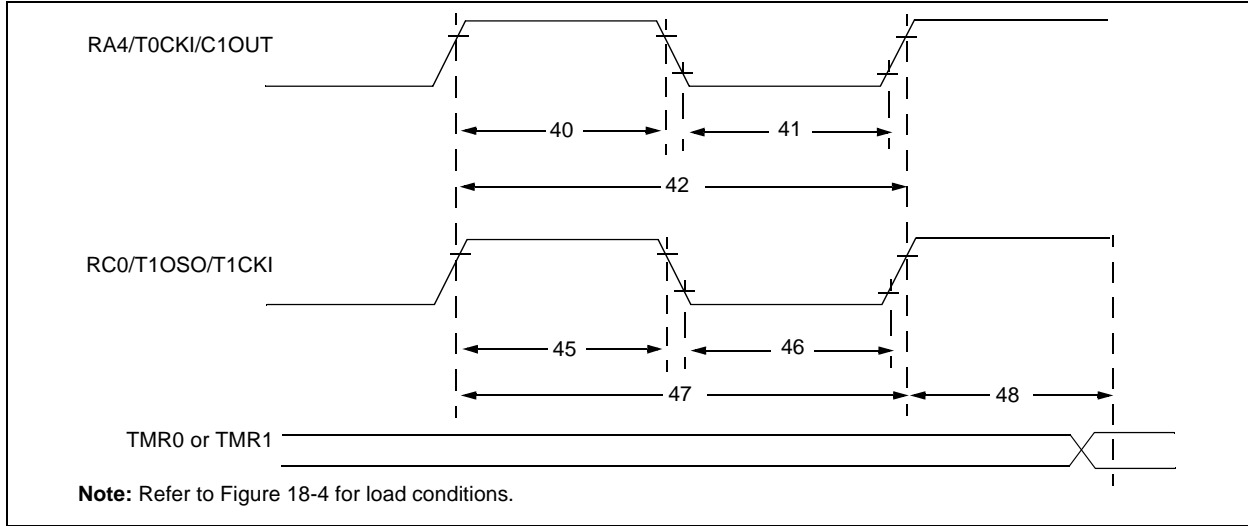 RA4/T0CKI/C1OUT
40
41
42
RC0/T1OSO/T1CKI
45
46
47
48
TMR0 or TMR1
Note: Refer to Figure 18-4 for load conditions.